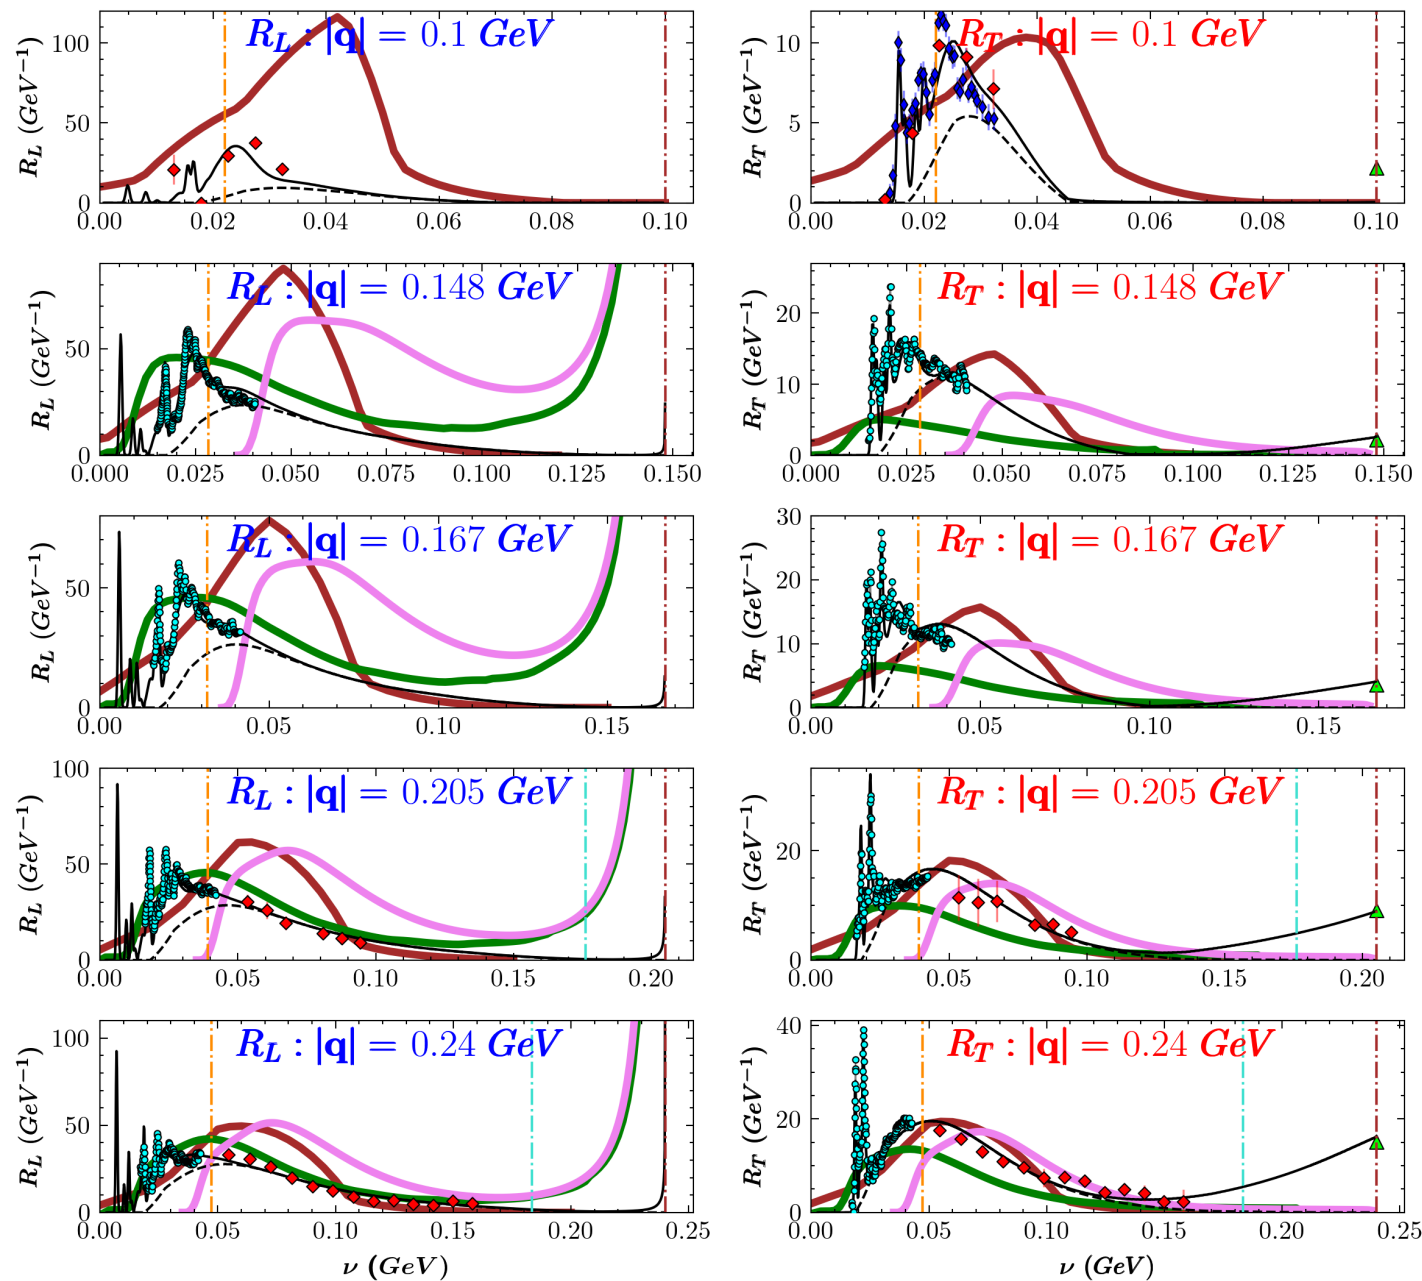 R_L : |q| = 0.1 GeV
R_L (GeV⁻¹)
100
50
0
0.00 0.02 0.04 0.06 0.08 0.10
R_T : |q| = 0.1 GeV
R_T (GeV⁻¹)
10
5
0
0.00 0.02 0.04 0.06 0.08 0.10
R_L : |q| = 0.148 GeV
R_L (GeV⁻¹)
50
0
0.000 0.025 0.050 0.075 0.100 0.125 0.150
R_T : |q| = 0.148 GeV
R_T (GeV⁻¹)
20
10
0
0.000 0.025 0.050 0.075 0.100 0.125 0.150
R_L : |q| = 0.167 GeV
R_L (GeV⁻¹)
50
0
0.00 0.05 0.10 0.15
R_T : |q| = 0.167 GeV
R_T (GeV⁻¹)
30
20
10
0
0.00 0.05 0.10 0.15
R_L : |q| = 0.205 GeV
R_L (GeV⁻¹)
100
50
0
0.00 0.05 0.10 0.15 0.20
R_T : |q| = 0.205 GeV
R_T (GeV⁻¹)
20
0
0.00 0.05 0.10 0.15 0.20
R_L : |q| = 0.24 GeV
R_L (GeV⁻¹)
100
50
0
0.00 0.05 0.10 0.15 0.20 0.25
ν (GeV)
R_T : |q| = 0.24 GeV
R_T (GeV⁻¹)
40
20
0
0.00 0.05 0.10 0.15 0.20 0.25
ν (GeV)